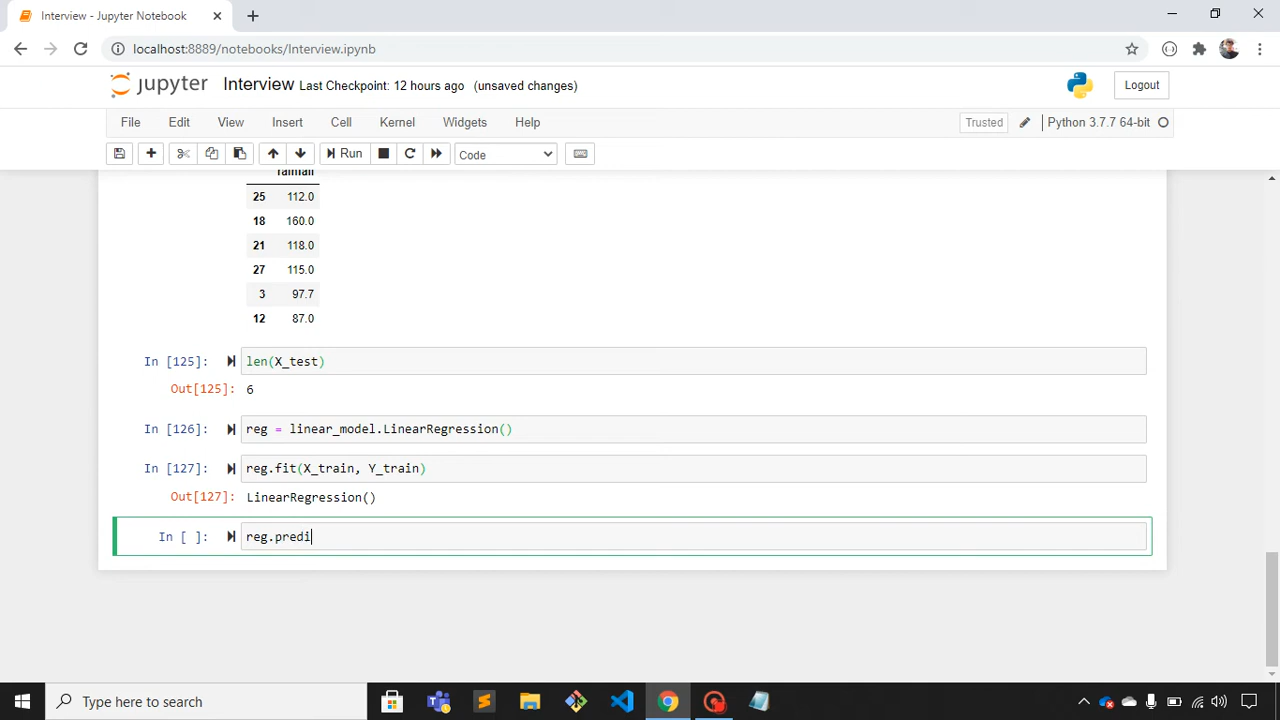 Interview - Jupyter Notebook
localhost:8889/notebooks/Interview.ipynb
jupyter Interview Last Checkpoint: 12 hours ago (unsaved changes) Logout
File Edit View Insert Cell Kernel Widgets Help Trusted Python 3.7.7 64-bit
Run Code
rainfall
25 112.0
18 160.0
21 118.0
27 115.0
3 97.7
12 87.0
In [125]: len(X_test)
Out[125]: 6
In [126]: reg = linear_model.LinearRegression()
In [127]: reg.fit(X_train, Y_train)
Out[127]: LinearRegression()
In [ ]: reg.predi
Type here to search